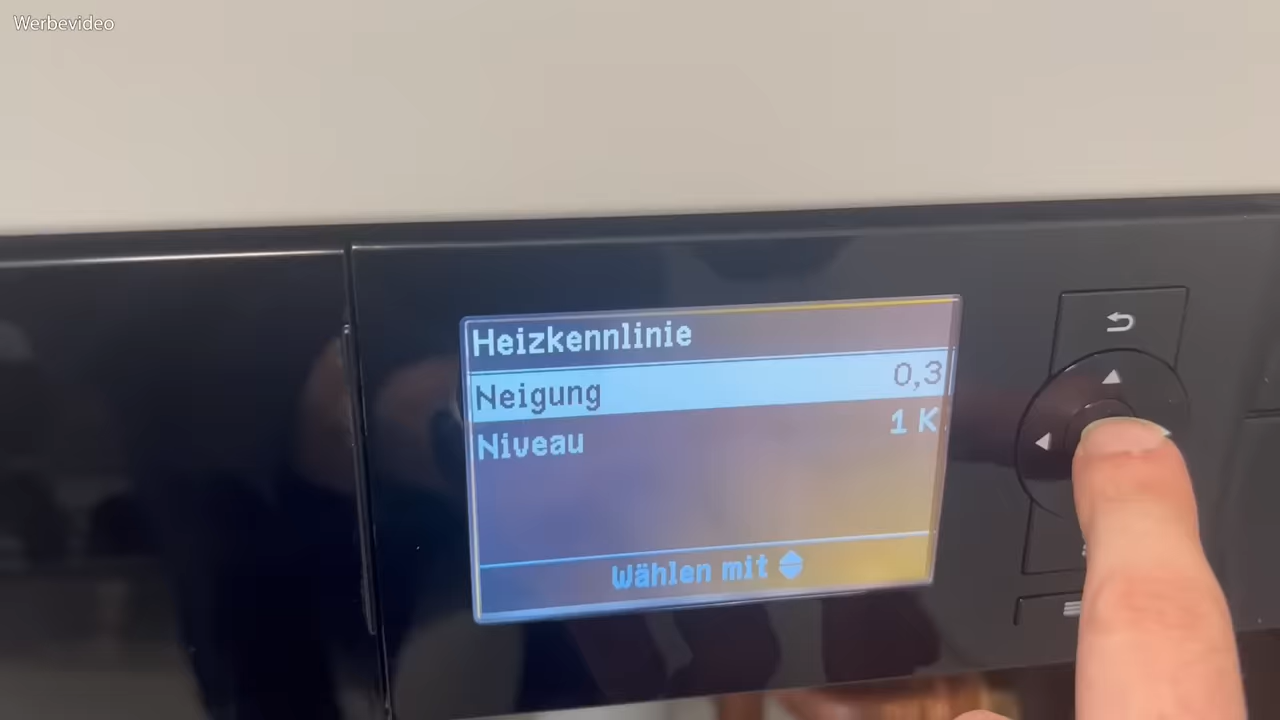 Werbevideo
Heizkennlinie
Neigung 0,3
Niveau 1 K
Wählen mit